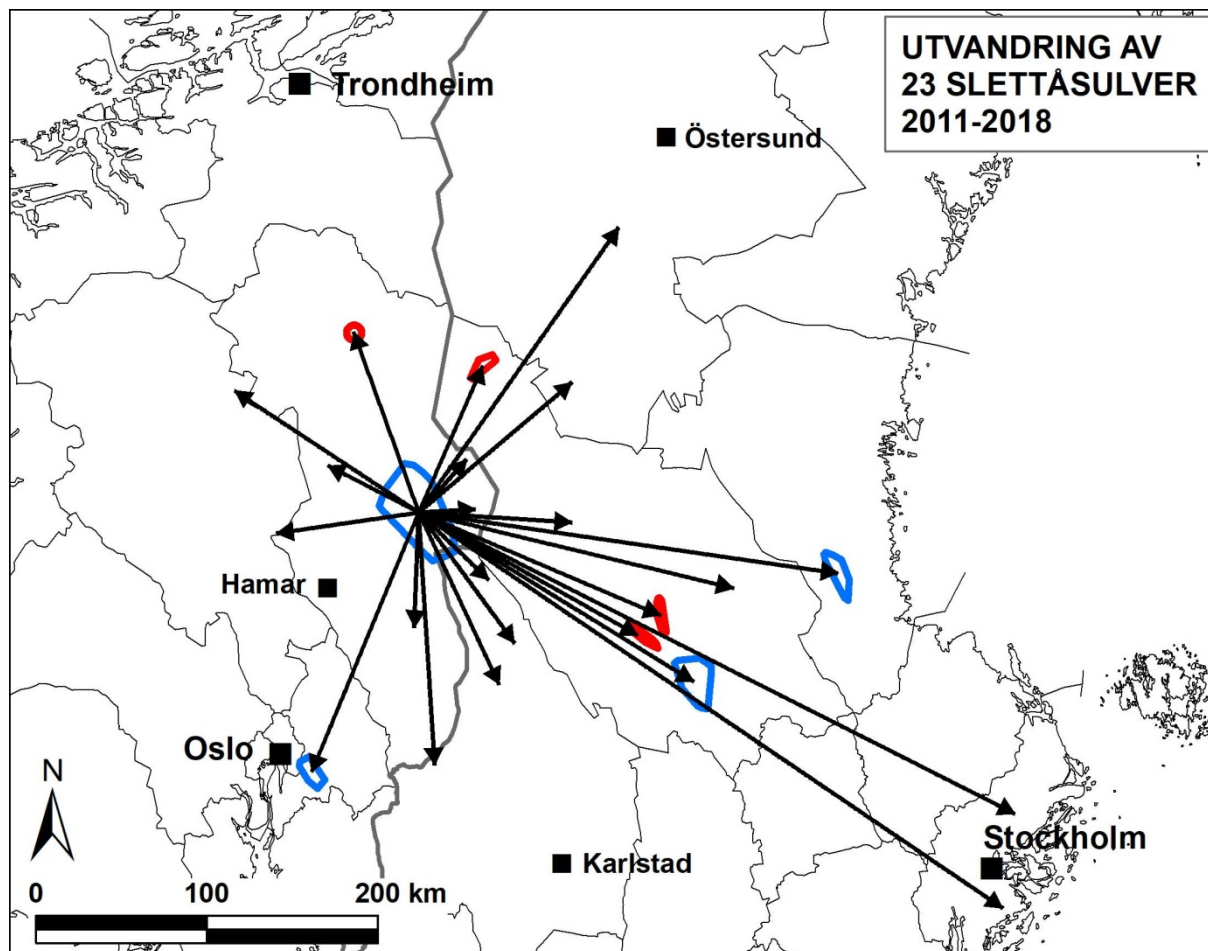 UTVANDRING AV
23 SLETTÅSULVER
2011-2018
Trondheim
Östersund
Hamar
Oslo
N
Stockholm
Karlstad
0 100 200 km